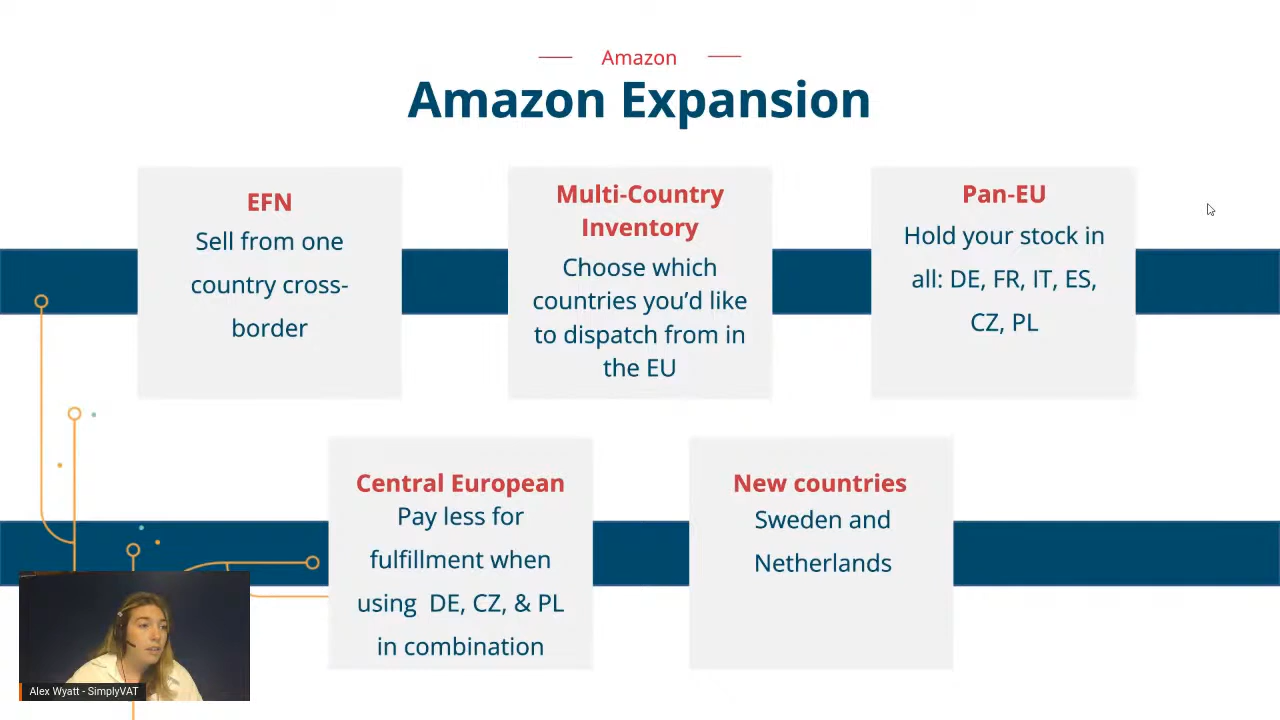 Amazon
Amazon Expansion
EFN
Sell from one
country cross-
border
Multi-Country
Inventory
Choose which
countries you’d like
to dispatch from in
the EU
Pan-EU
Hold your stock in
all: DE, FR, IT, ES,
CZ, PL
Central European
Pay less for
fulfillment when
using DE, CZ, & PL
in combination
New countries
Sweden and
Netherlands
Alex Wyatt - SimplyVAT